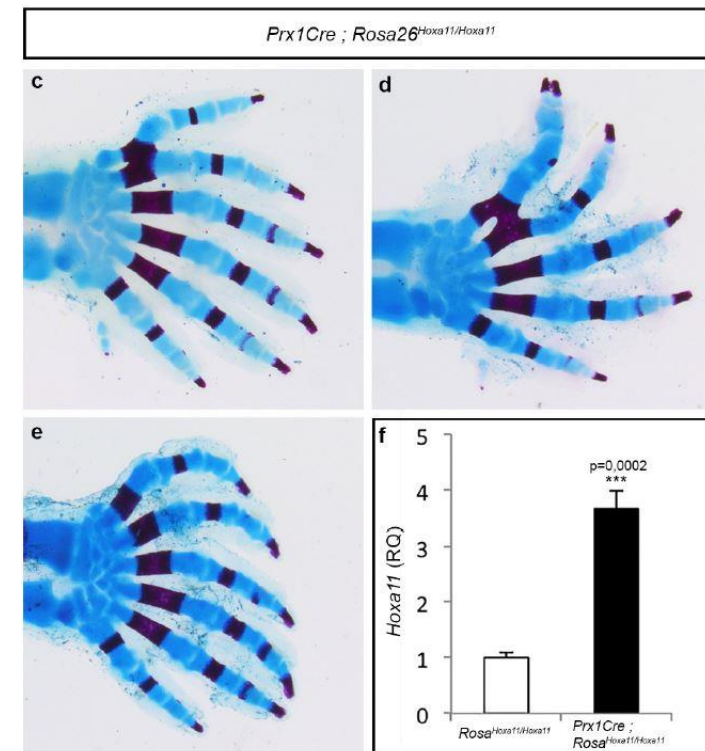 Prx1Cre ; Rosa26Hoxa11/Hoxa11
c
d
e
f
5
4
3
2
1
0
Hoxa11 (RQ)
p=0,0002
***
RosaHoxa11/Hoxa11
Prx1Cre ;
RosaHoxa11/Hoxa11